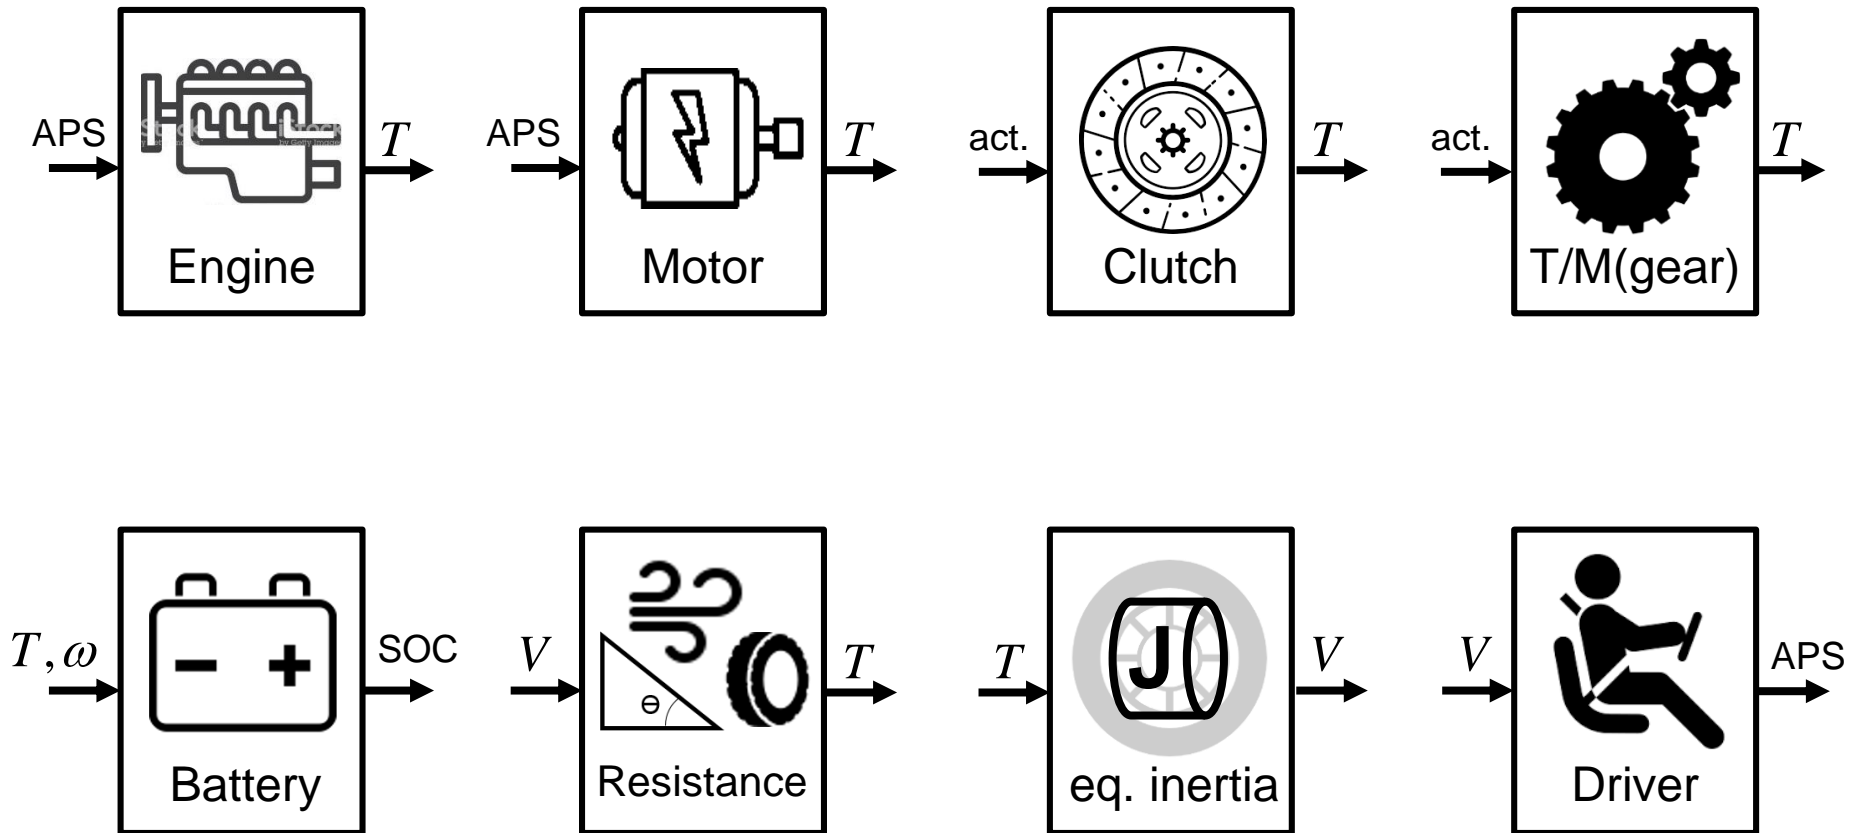 APS
T
Engine
APS
T
Motor
act.
T
Clutch
act.
T
T/M(gear)
T, ω
SOC
Battery
V
θ
T
Resistance
T
J
V
eq. inertia
V
APS
Driver